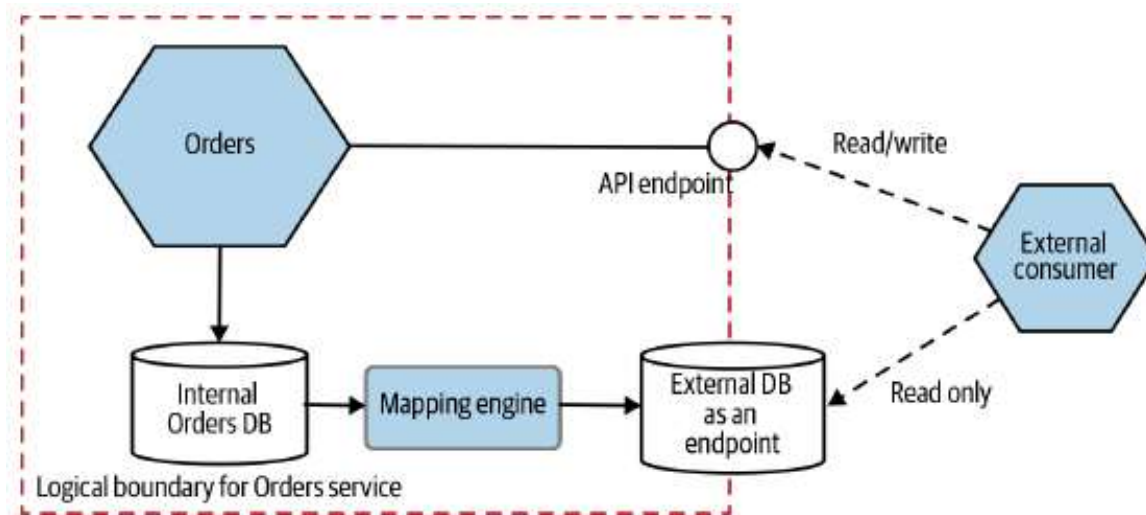 Orders
Read/write
API endpoint
External
consumer
Internal
Orders DB
Mapping engine
External DB
as an
endpoint
Read only
Logical boundary for Orders service